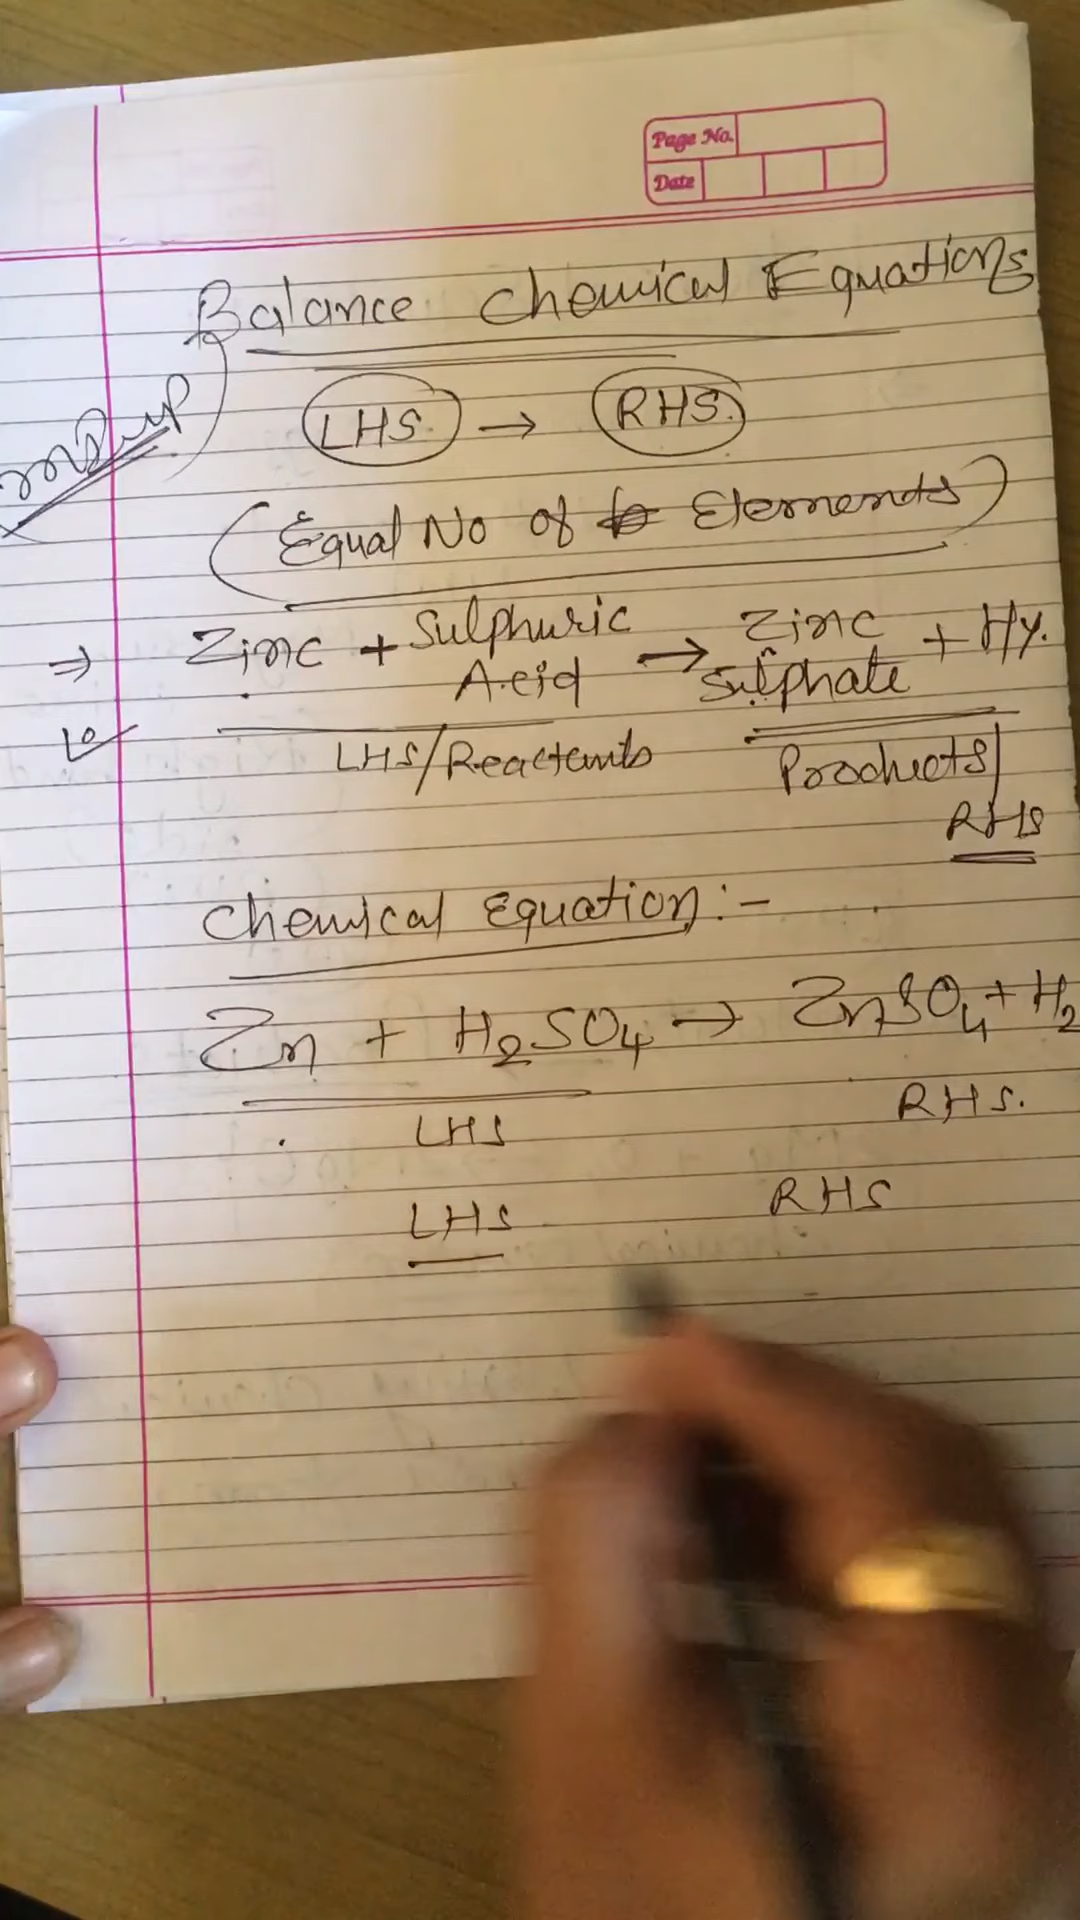 Page No.
Date
Balance Chemical Equations
LHS. → RHS.
(Equal No of Elements)
⇒ Zinc + Sulphuric Acid → Zinc Sulphate + Hy.
LHS/Reactants
Products/
RHS
Chemical Equation:-
Zn + H₂SO₄ → ZnSO₄ + H₂
LHS RHS.
LHS RHS